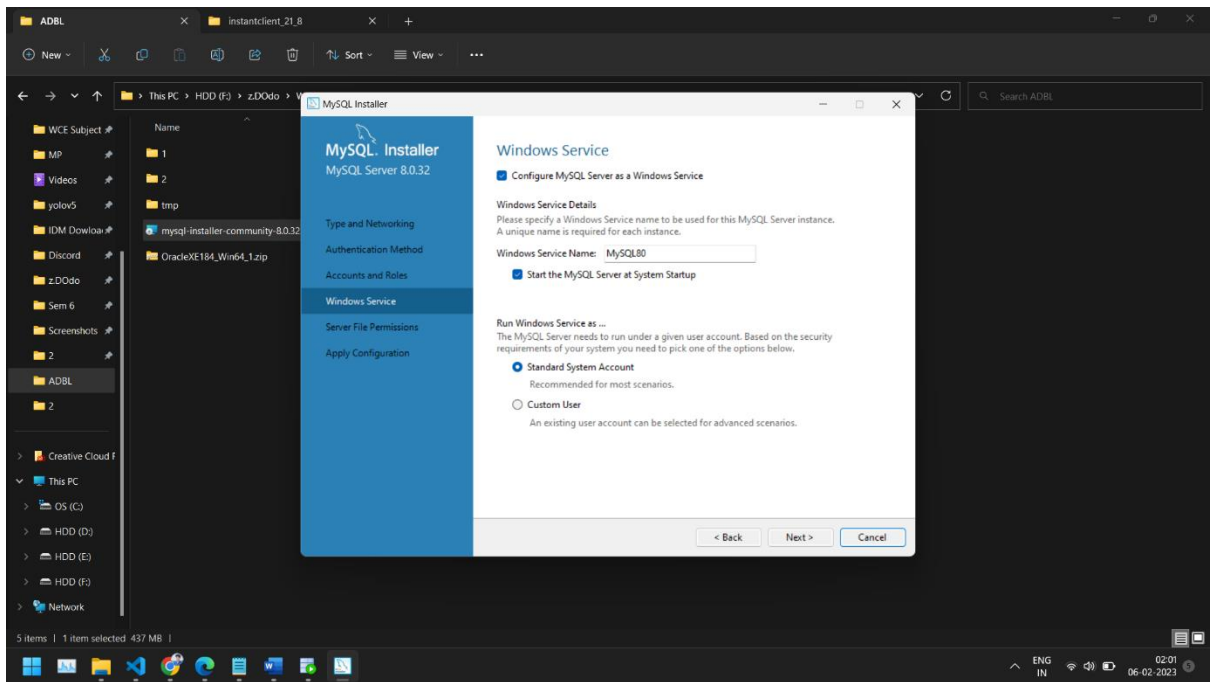 ADBL
instantclient_21_8
New
Sort
View
This PC > HDD (F:) > z.DOdo >
Search ADBL
WCE Subject
MP
Videos
yolov5
IDM Dowloa
Discord
z.DOdo
Sem 6
Screenshots
2
ADBL
2
Creative Cloud F
This PC
OS (C:)
HDD (D:)
HDD (E:)
HDD (F:)
Network
Name
1
2
tmp
mysql-installer-community-8.0.32
OracleXE184_Win64_1.zip
MySQL Installer
MySQL. Installer
MySQL Server 8.0.32
Type and Networking
Authentication Method
Accounts and Roles
Windows Service
Server File Permissions
Apply Configuration
Windows Service
Configure MySQL Server as a Windows Service
Windows Service Details
Please specify a Windows Service name to be used for this MySQL Server instance.
A unique name is required for each instance.
Windows Service Name: MySQL80
Start the MySQL Server at System Startup
Run Windows Service as ...
The MySQL Server needs to run under a given user account. Based on the security
requirements of your system you need to pick one of the options below.
Standard System Account
Recommended for most scenarios.
Custom User
An existing user account can be selected for advanced scenarios.
< Back
Next >
Cancel
5 items | 1 item selected 437 MB |
ENG
IN
02:01
06-02-2023